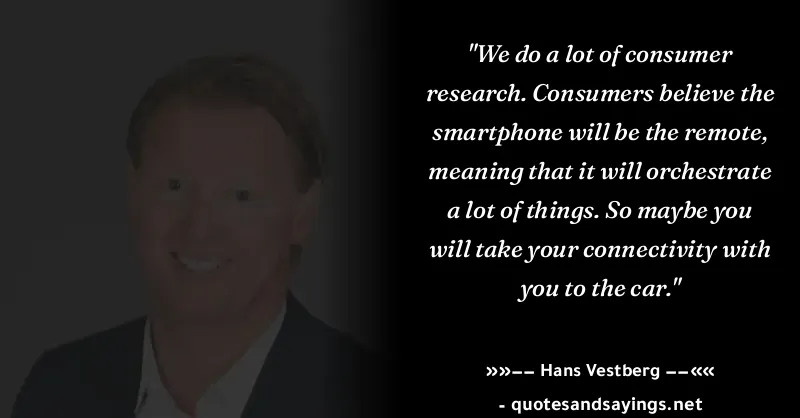 "We do a lot of consumer
research. Consumers believe the
smartphone will be the remote,
meaning that it will orchestrate
a lot of things. So maybe you
will take your connectivity with
you to the car."
»»−− Hans Vestberg −−««
- quotesandsayings.net